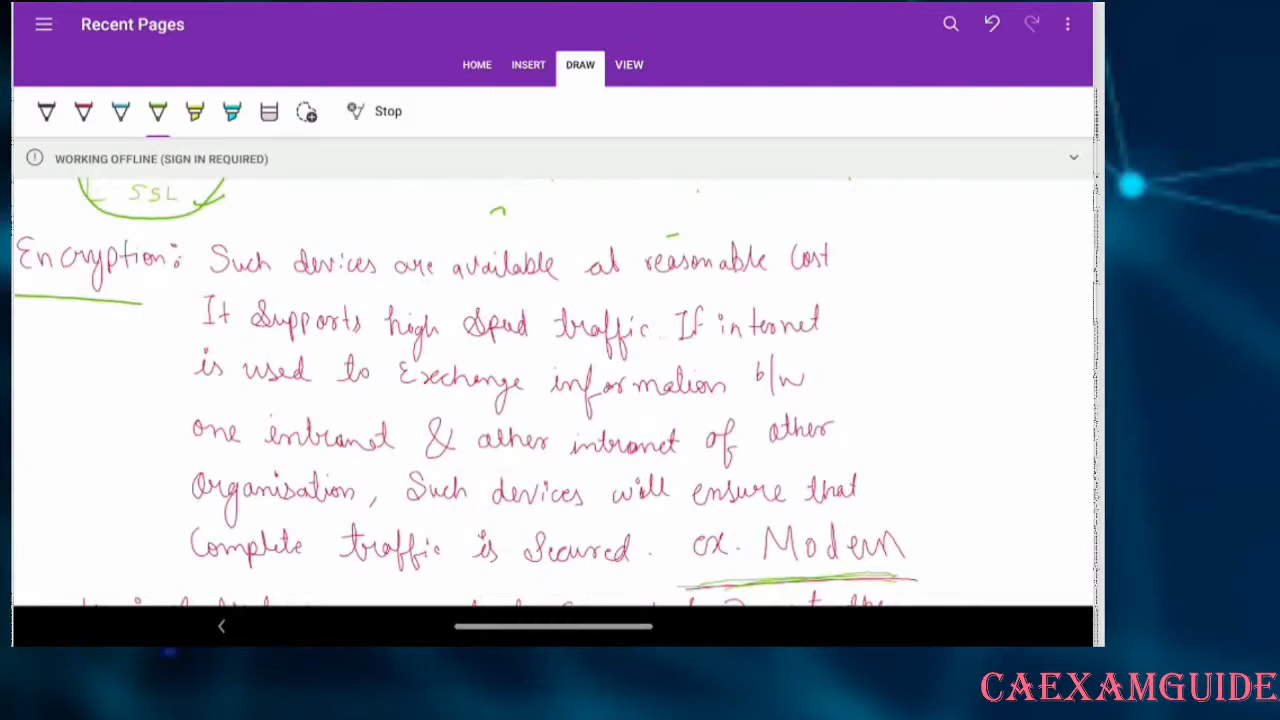 Recent Pages
HOME INSERT DRAW VIEW
Stop
WORKING OFFLINE (SIGN IN REQUIRED)
SSL
Encryption: Such devices are available at reasonable Cost
It Supports high Speed traffic. If internet
is used to Exchange information b/w
one intranet & other intranet of other
Organisation, Such devices will ensure that
Complete traffic is Secured. ex. Modem
CAEXAMGUIDE